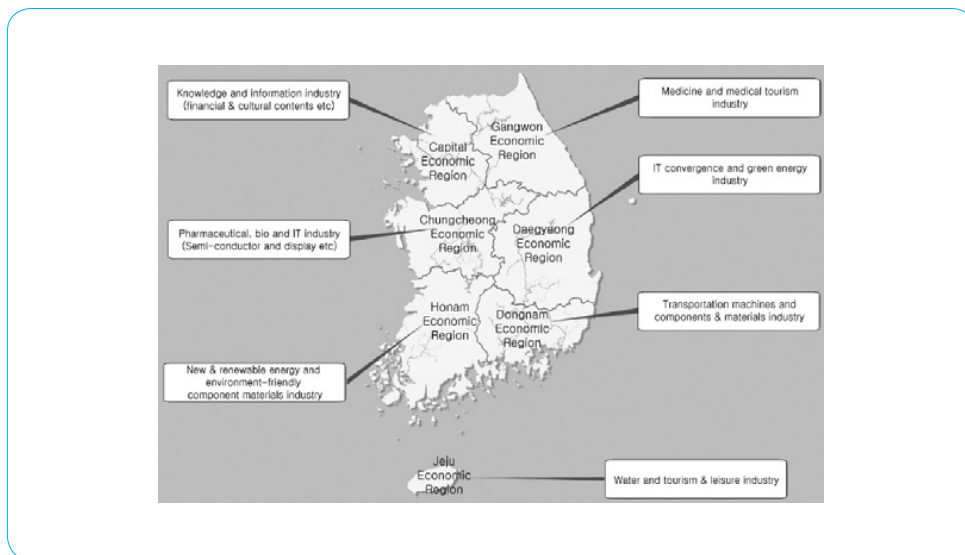 Knowledge and information industry
(financial & cultural contents etc)
Medicine and medical tourism
industry
Gangwon
Economic
Region
Capital
Economic
Region
IT convergence and green energy
industry
Pharmaceutical, bio and IT industry
(Semi-conductor and display etc)
Chungcheong
Economic
Region
Daegyeong
Economic
Region
Transportation machines and
components & materials industry
Honam
Economic
Region
Dongnam
Economic
Region
New & renewable energy and
environment-friendly
component materials industry
Jeju
Economic
Region
Water and tourism & leisure industry